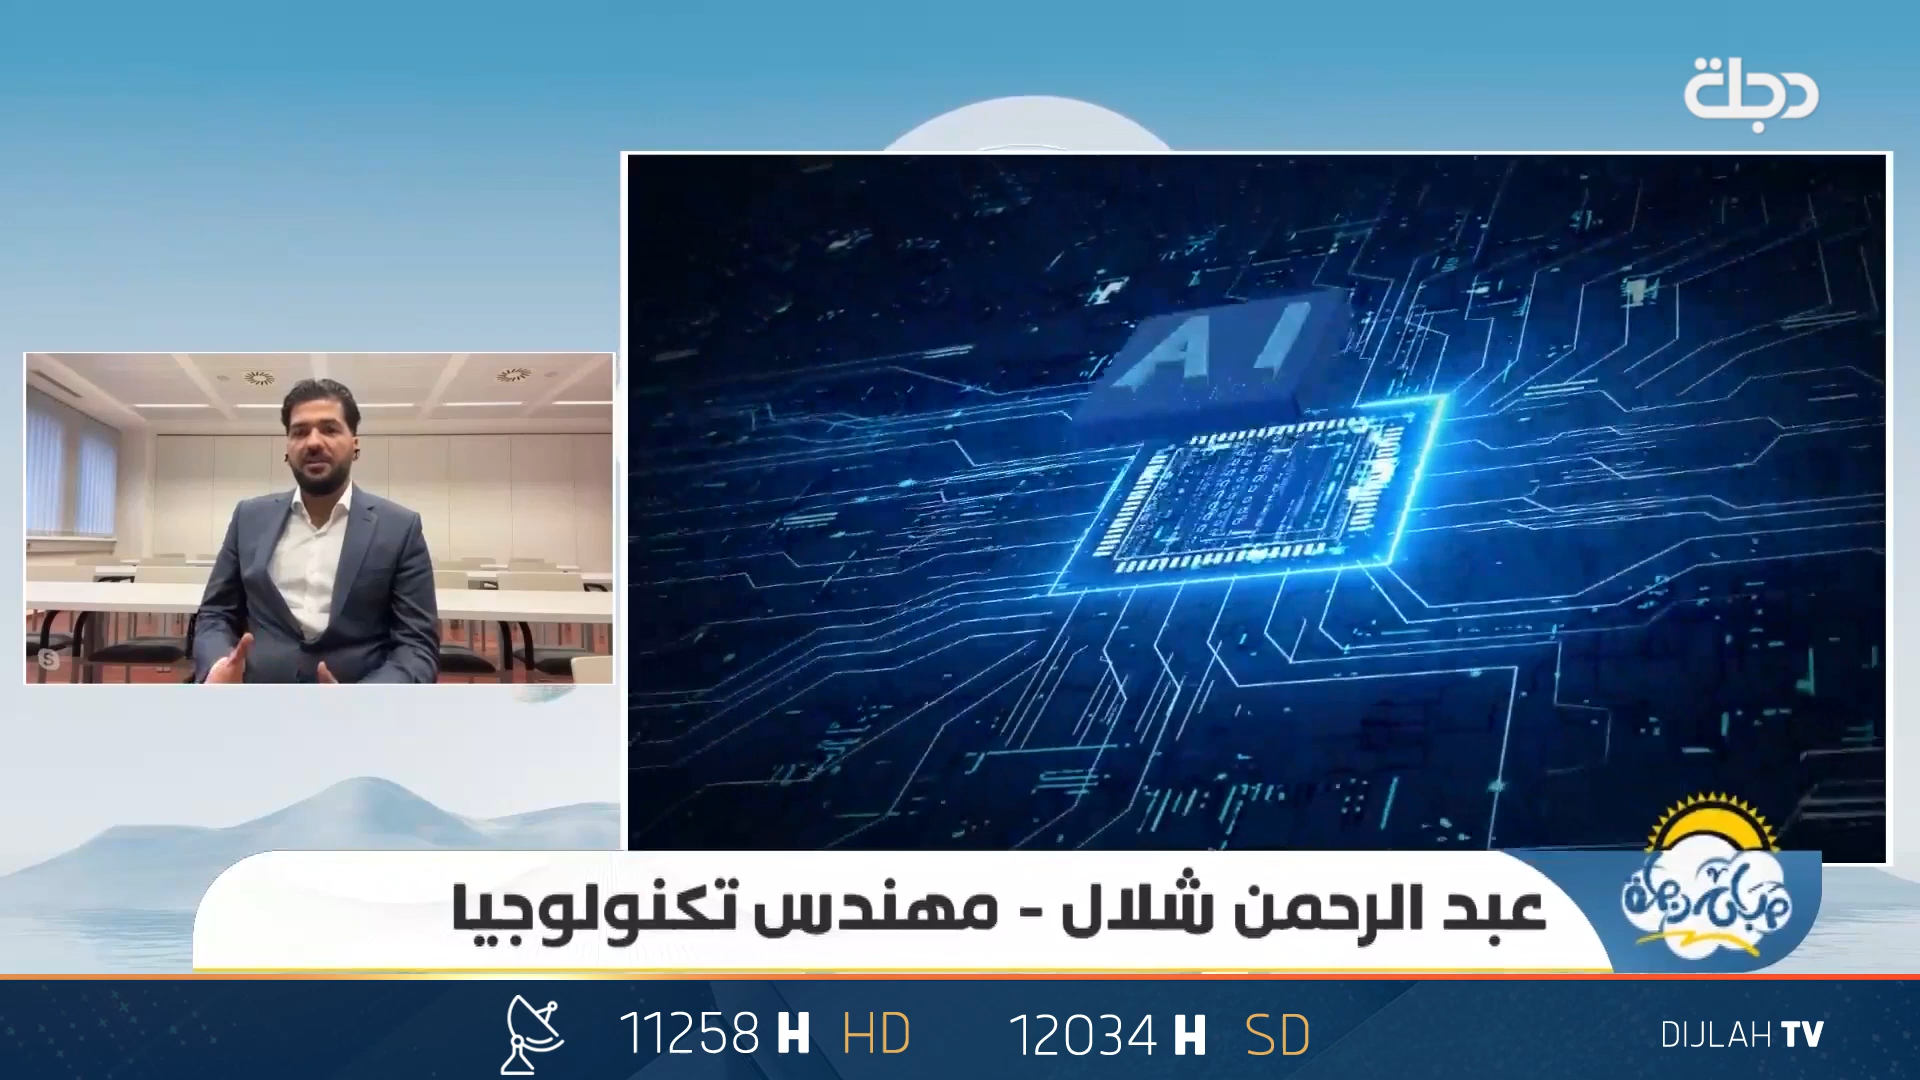 دجلة
AI
عبد الرحمن شلال - مهندس تكنولوجيا
صباح دجلة
11258 H HD 12034 H SD
DIJLAH TV